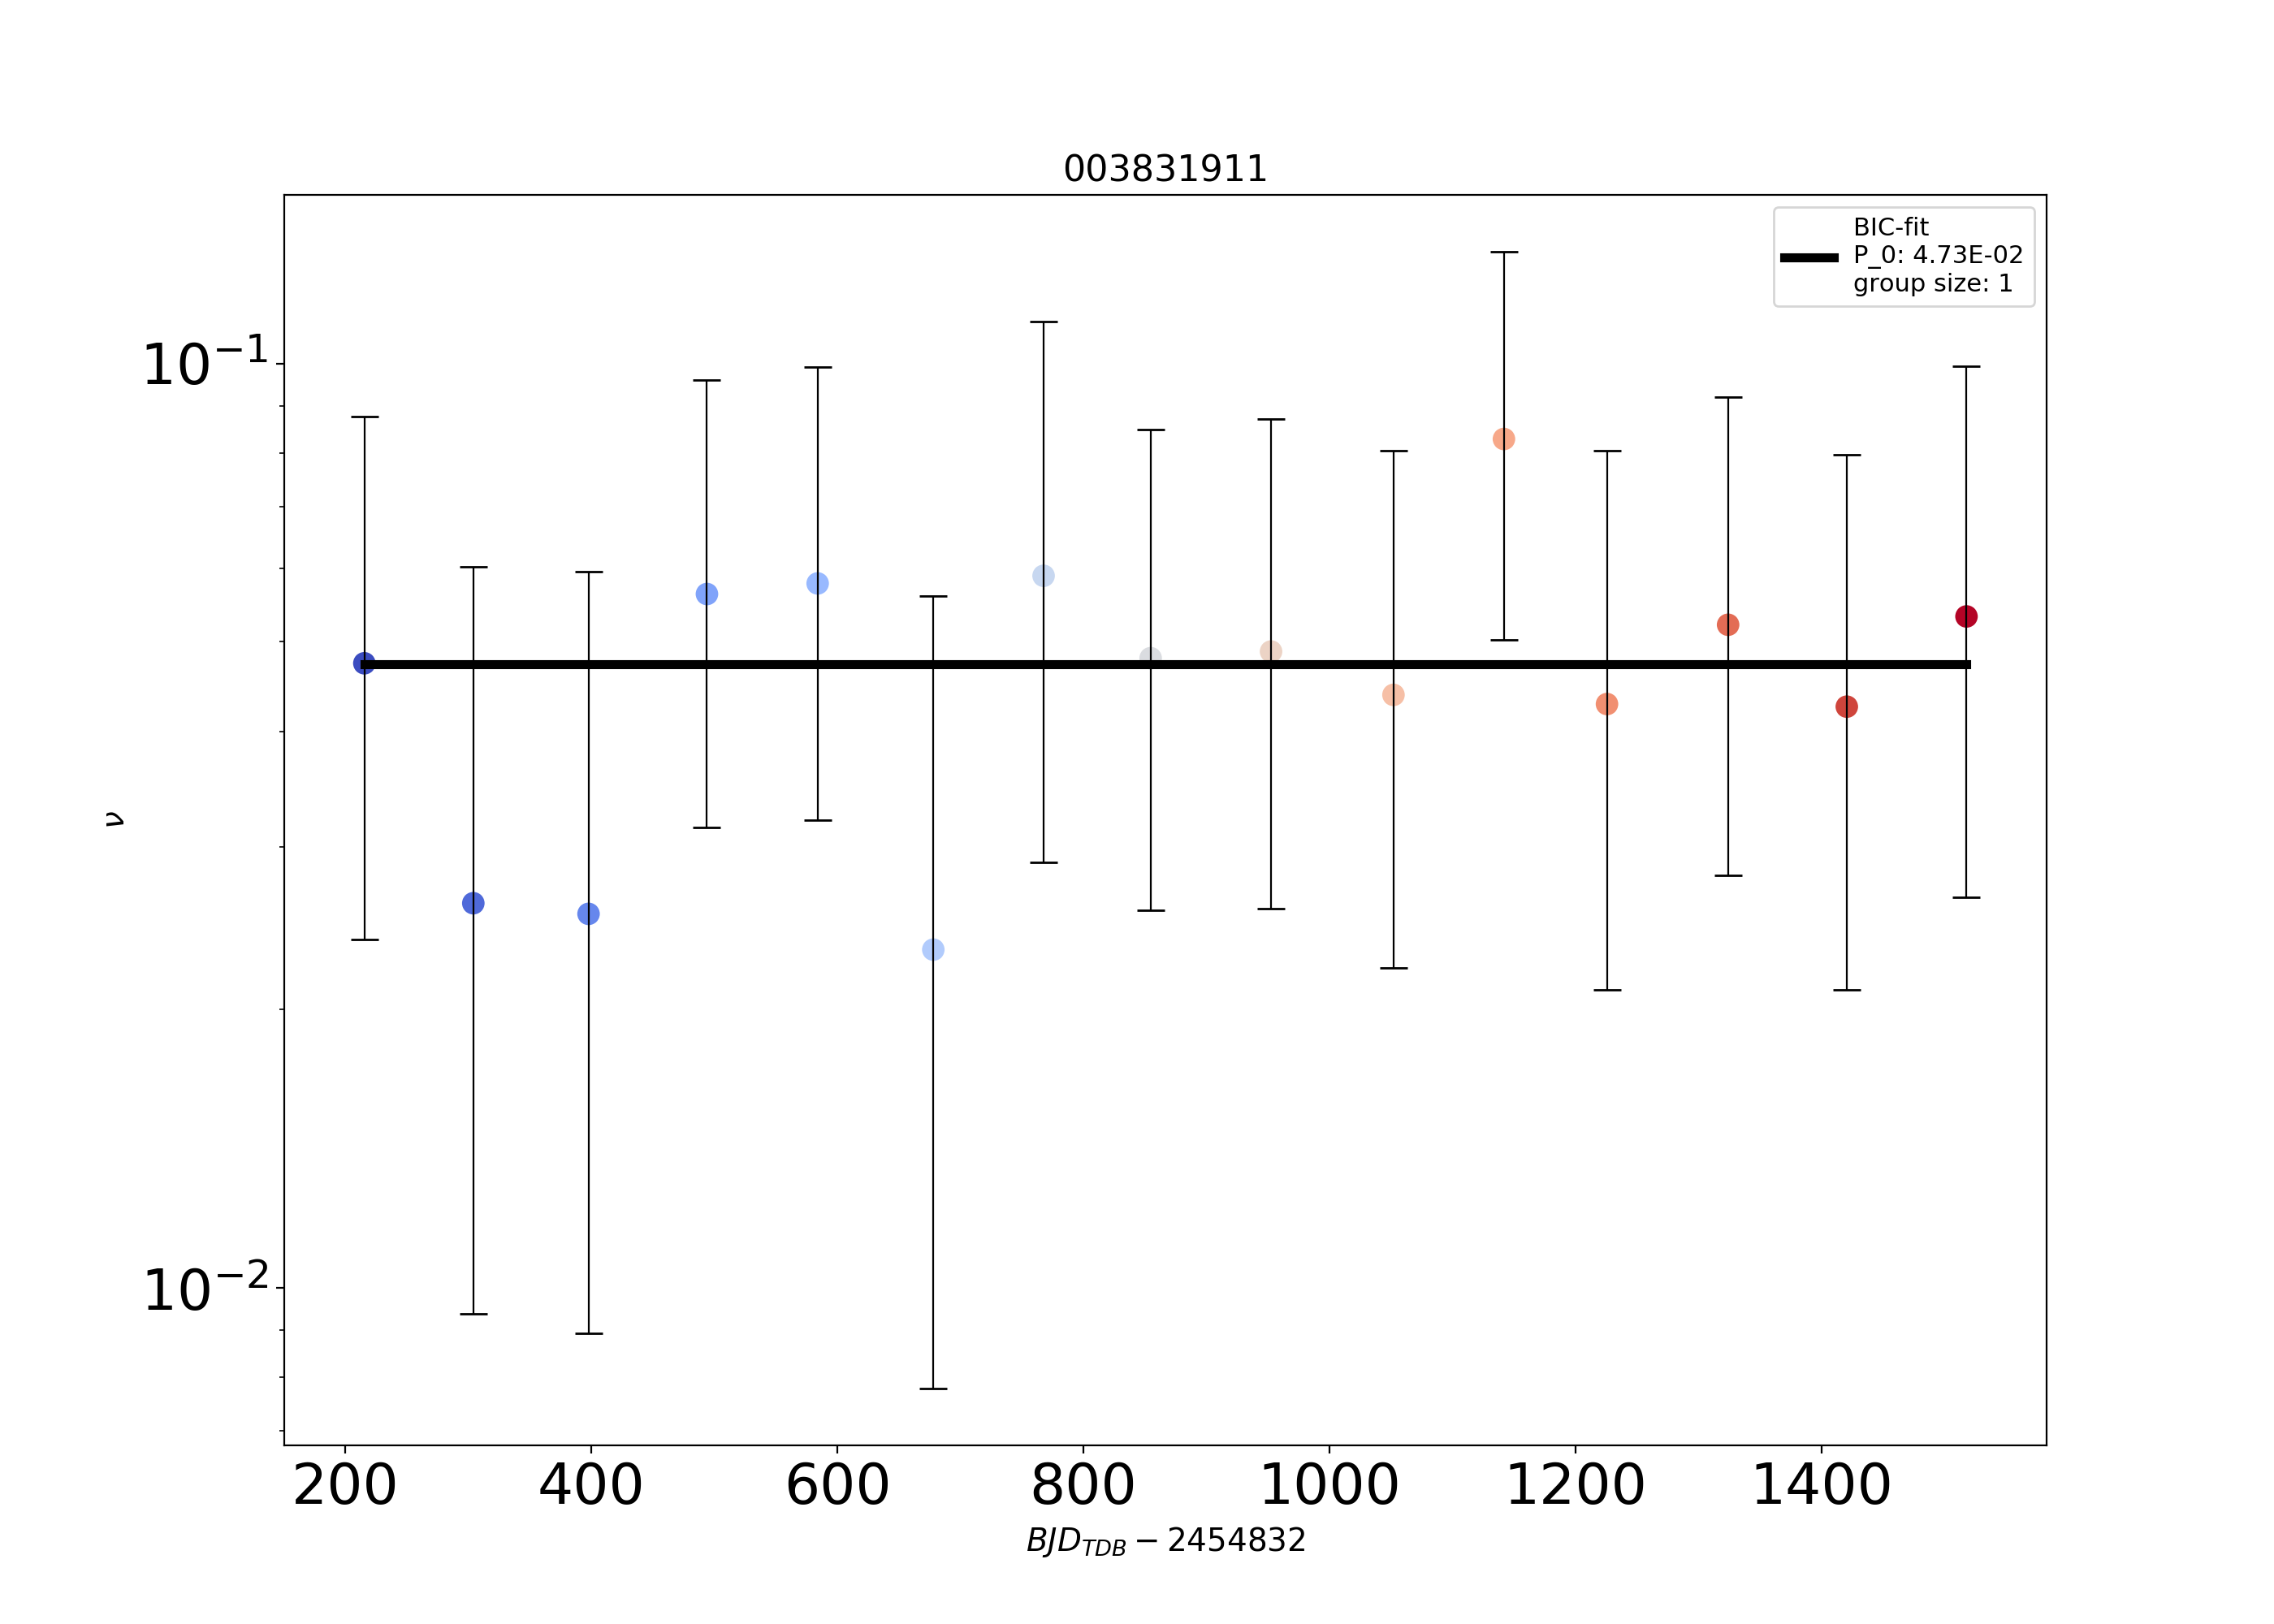 003831911
BIC-fit
P_0: 4.73E-02
group size: 1
10⁻¹
10⁻²
ν
200 400 600 800 1000 1200 1400
BJD_TDB − 2454832